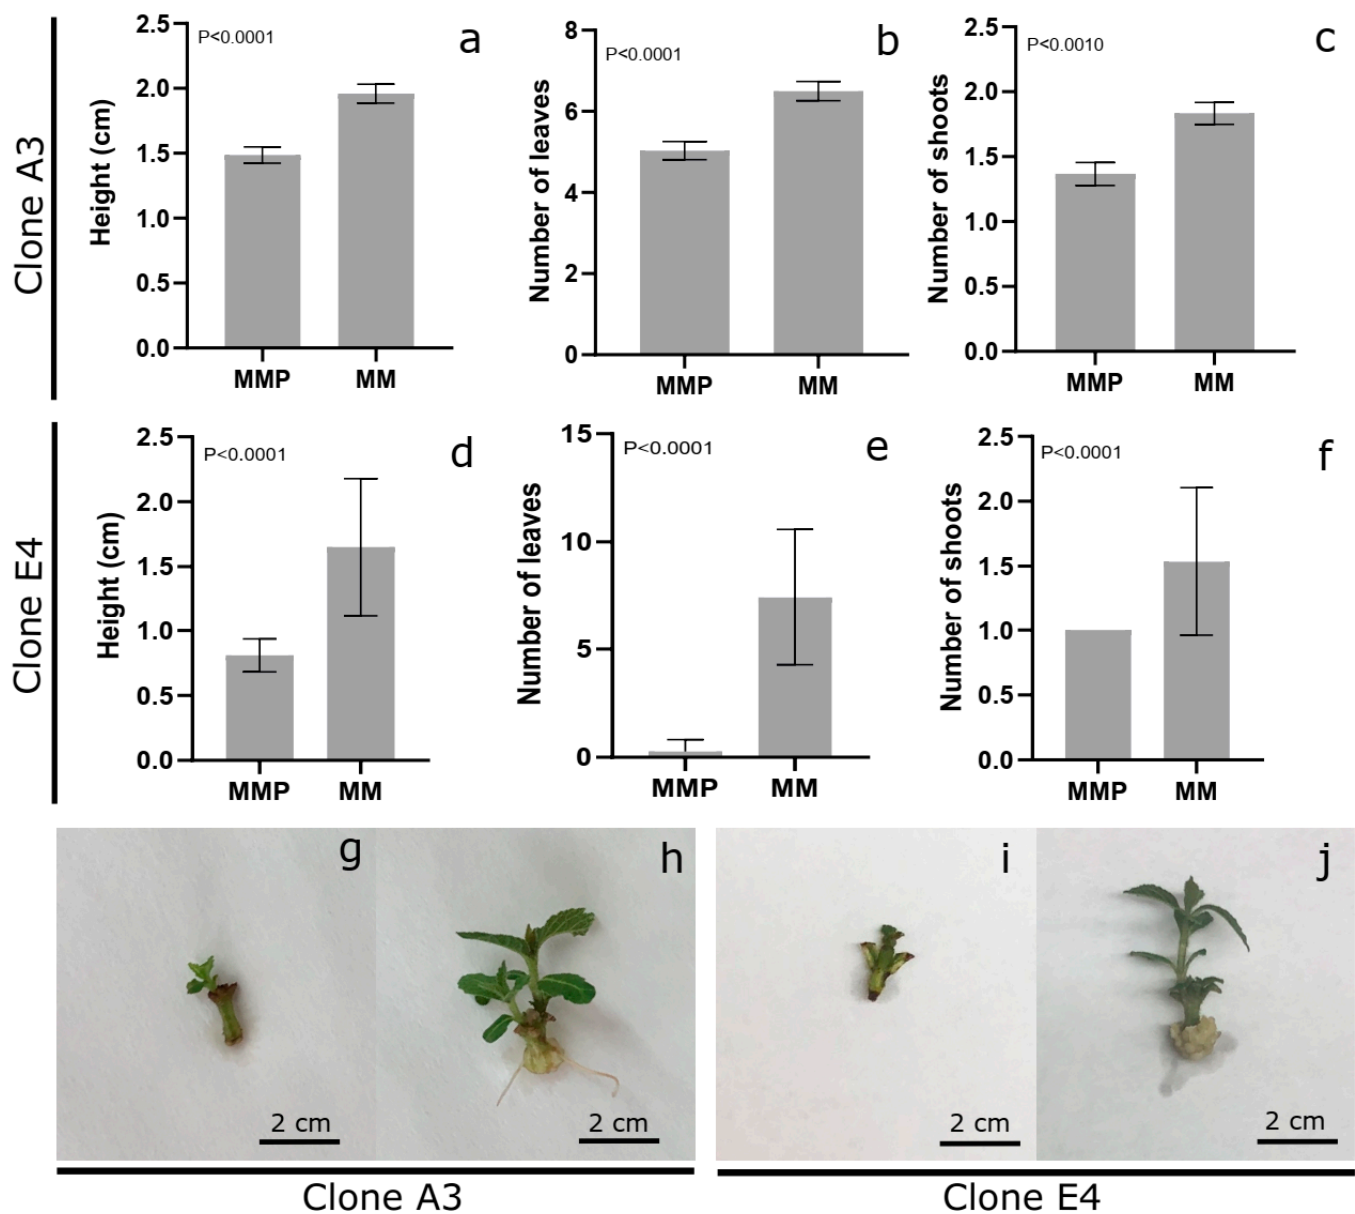 Clone A3
a
P<0.0001
Height (cm)
2.5
2.0
1.5
1.0
0.5
0.0
MMP MM
b
P<0.0001
Number of leaves
8
6
4
2
0
MMP MM
c
P<0.0010
Number of shoots
2.5
2.0
1.5
1.0
0.5
0.0
MMP MM
Clone E4
d
P<0.0001
Height (cm)
2.5
2.0
1.5
1.0
0.5
0.0
MMP MM
e
P<0.0001
Number of leaves
15
10
5
0
MMP MM
f
P<0.0001
Number of shoots
2.5
2.0
1.5
1.0
0.5
0.0
MMP MM
g
2 cm
h
2 cm
i
2 cm
j
2 cm
Clone A3
Clone E4